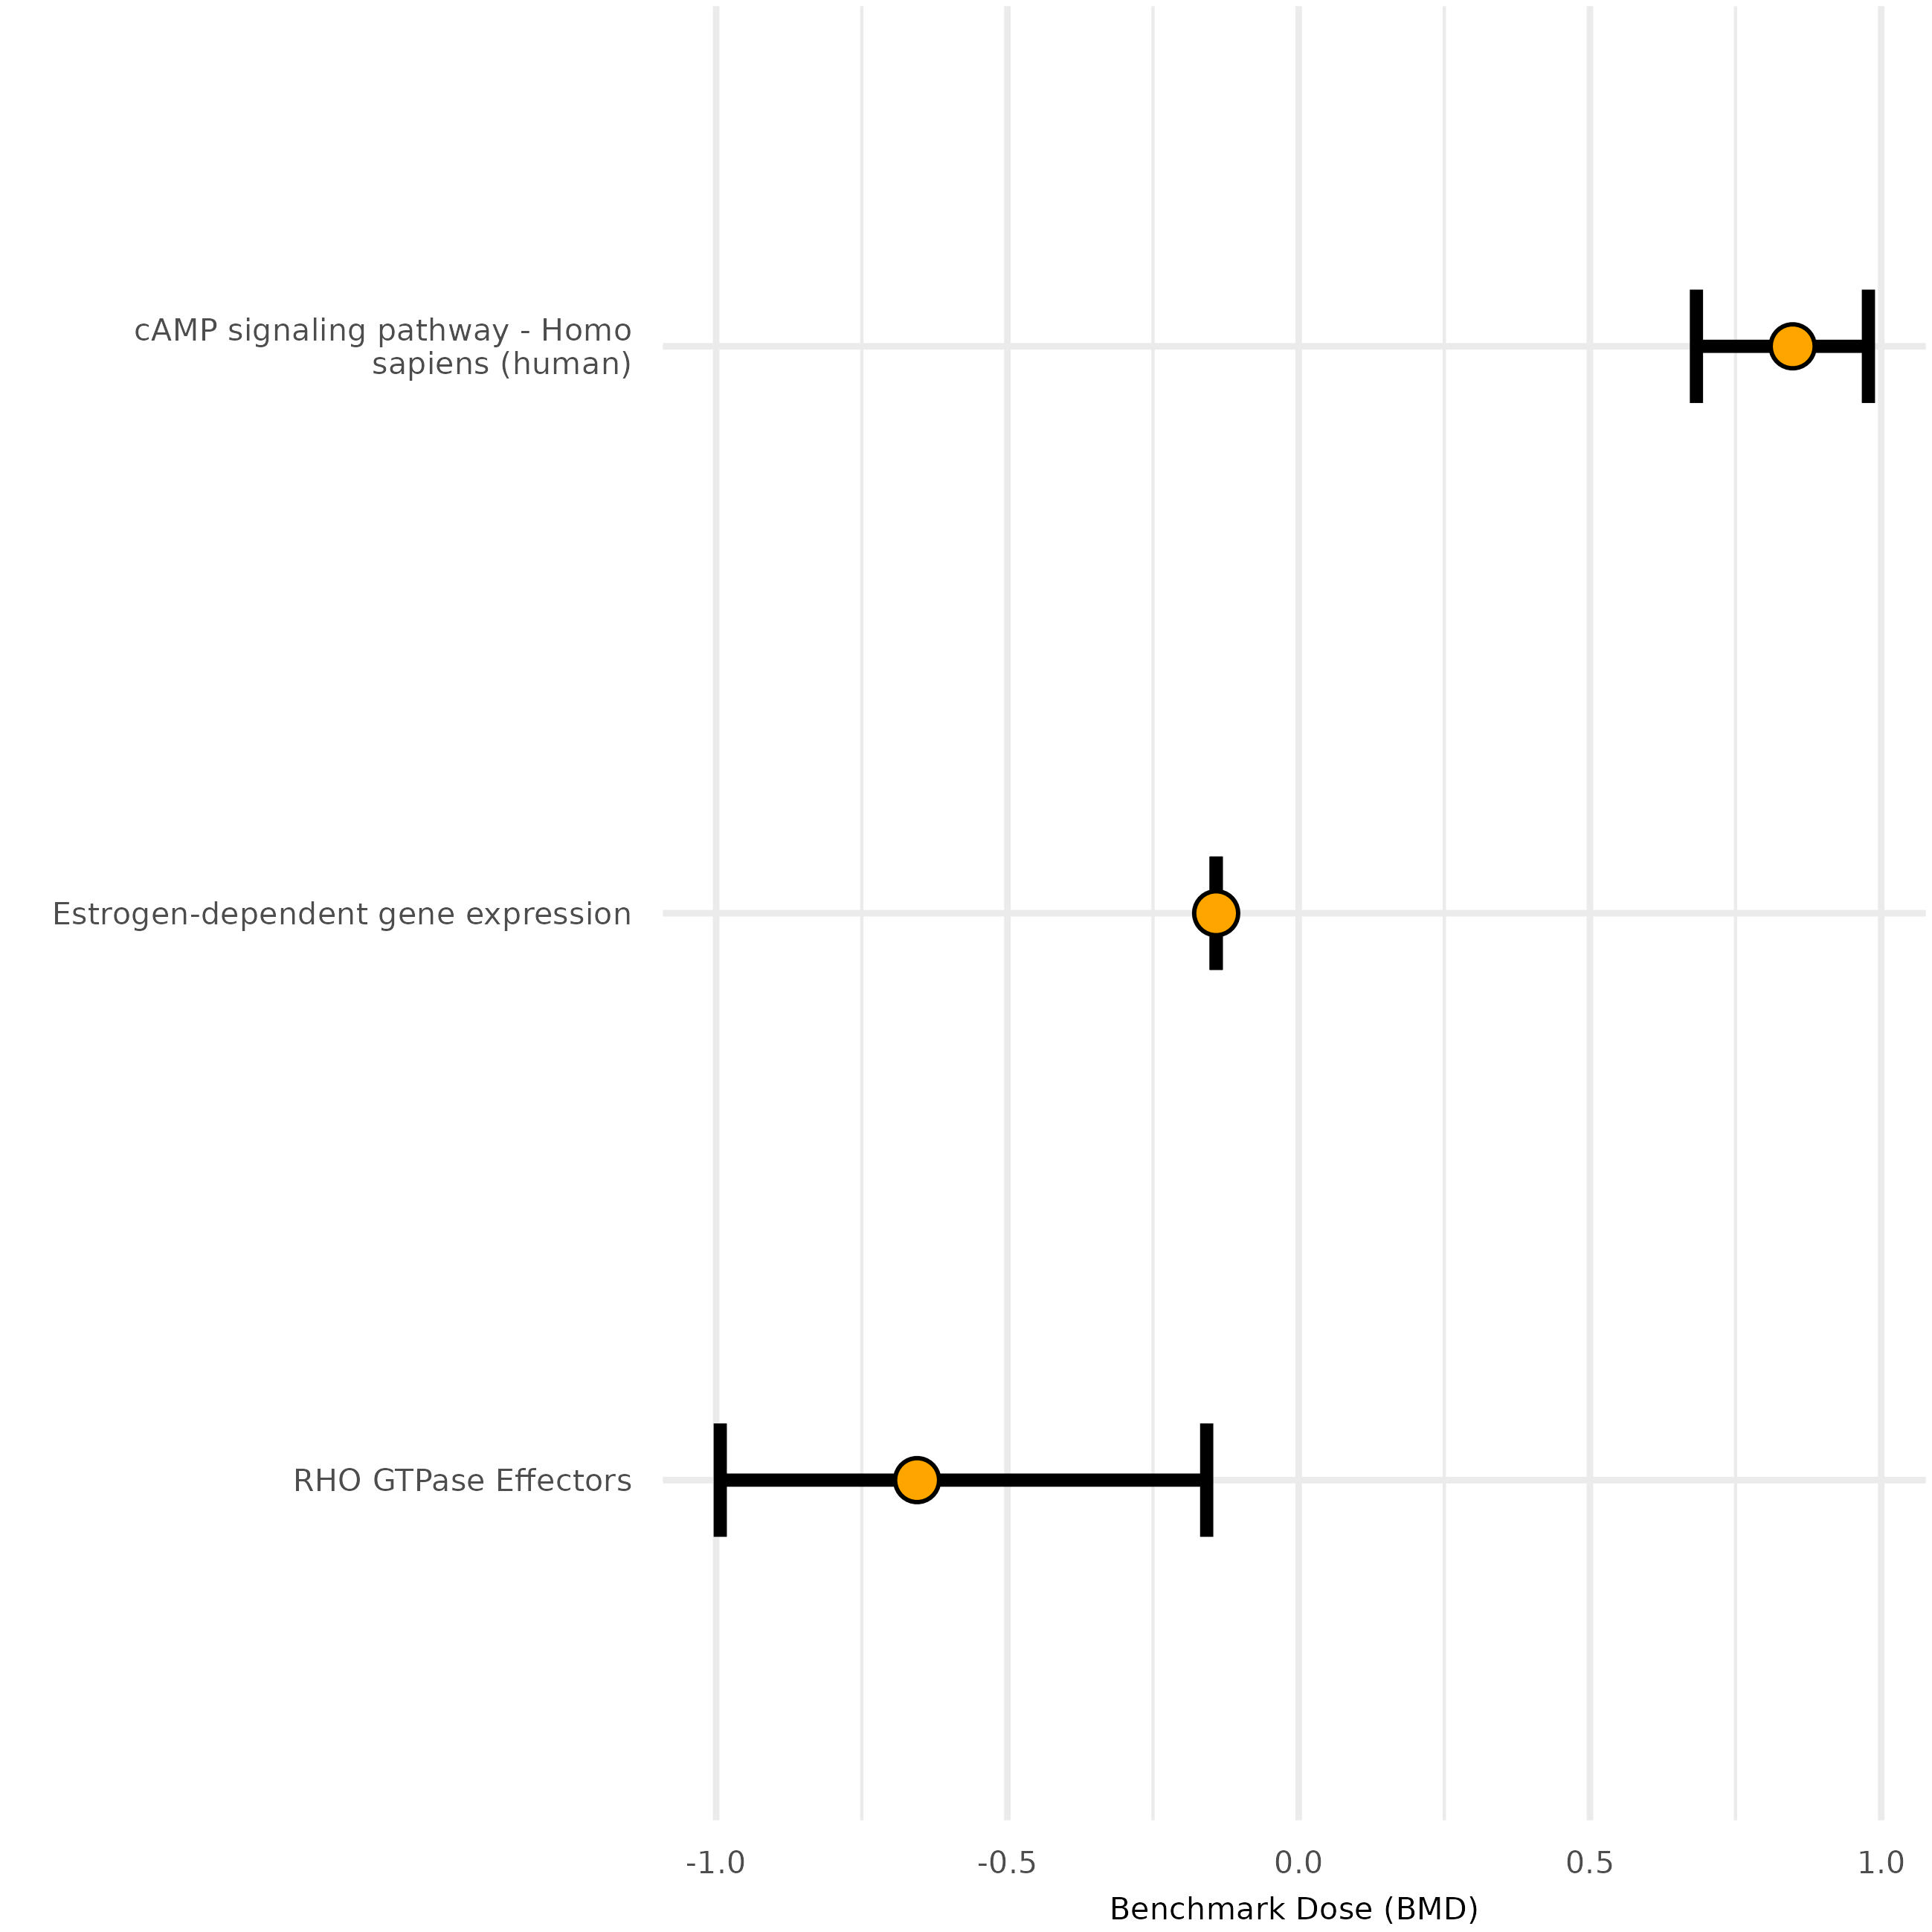 cAMP signaling pathway - Homo
sapiens (human)
Estrogen-dependent gene expression
RHO GTPase Effectors
-1.0 -0.5 0.0 0.5 1.0
Benchmark Dose (BMD)